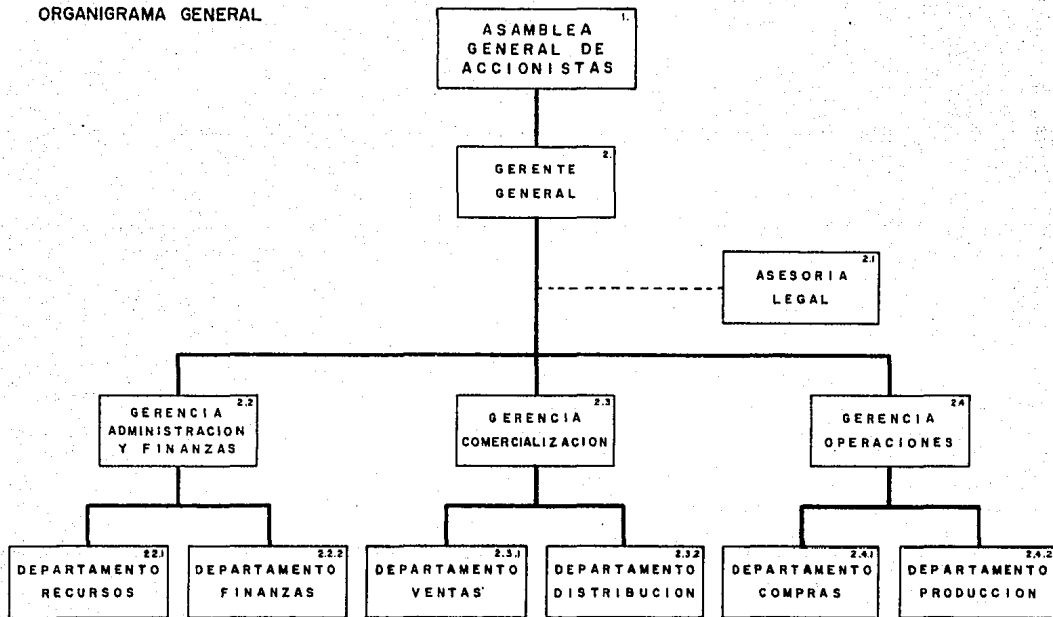 ORGANIGRAMA GENERAL
1.
ASAMBLEA
GENERAL DE
ACCIONISTAS
2.
GERENTE
GENERAL
2.1
ASESORIA
LEGAL
2.2
GERENCIA
ADMINISTRACION
Y FINANZAS
2.3
GERENCIA
COMERCIALIZACION
2.4
GERENCIA
OPERACIONES
2.2.1
DEPARTAMENTO
RECURSOS
2.2.2
DEPARTAMENTO
FINANZAS
2.3.1
DEPARTAMENTO
VENTAS
2.3.2
DEPARTAMENTO
DISTRIBUCION
2.4.1
DEPARTAMENTO
COMPRAS
2.4.2
DEPARTAMENTO
PRODUCCION